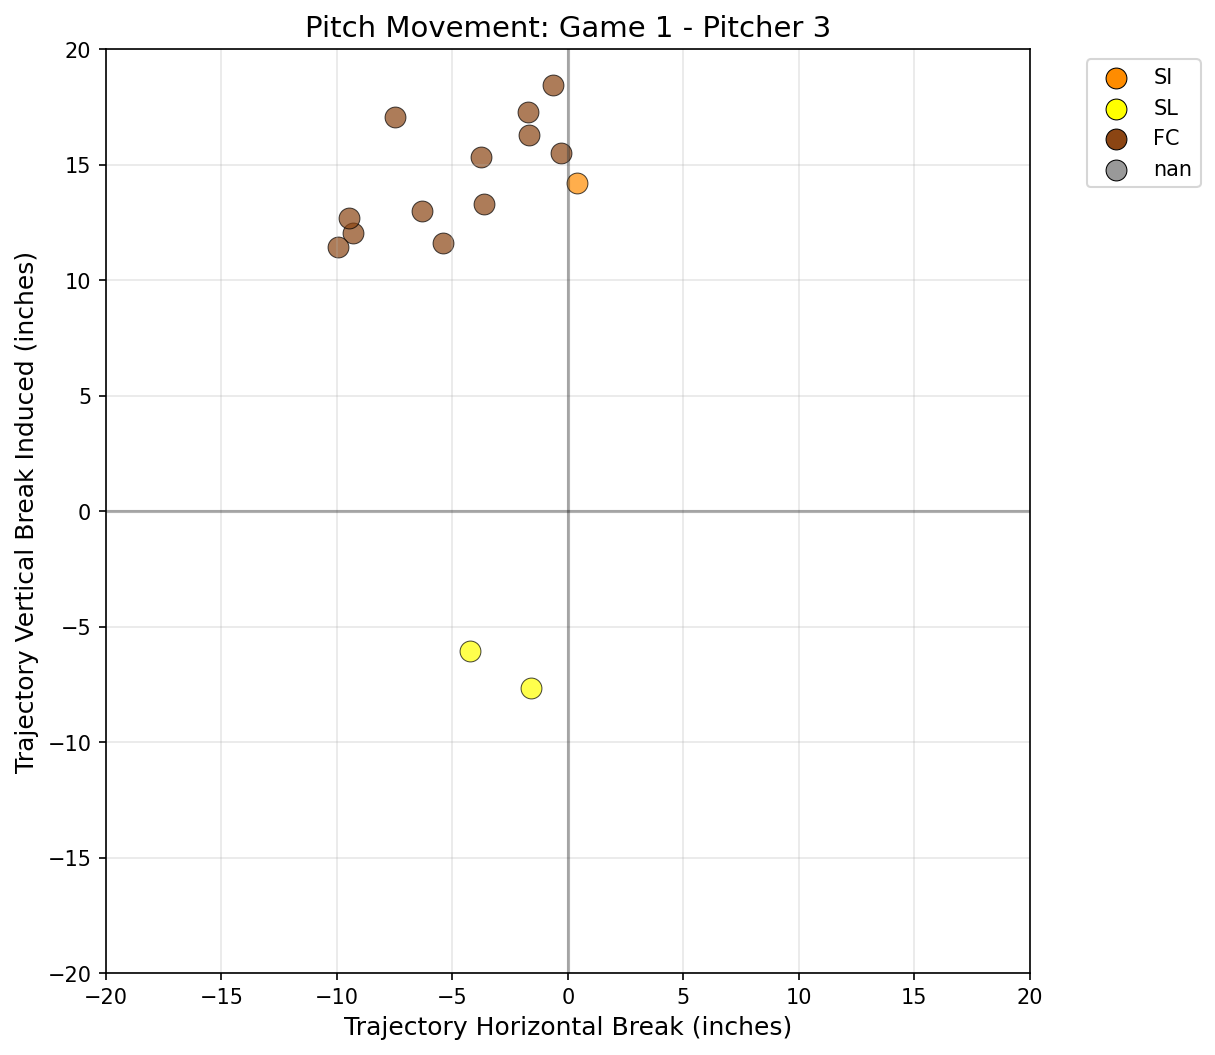 Pitch Movement: Game 1 - Pitcher 3
SI
SL
FC
nan
Trajectory Vertical Break Induced (inches)
20
15
10
5
0
−5
−10
−15
−20
−20
−15
−10
−5
0
5
10
15
20
Trajectory Horizontal Break (inches)